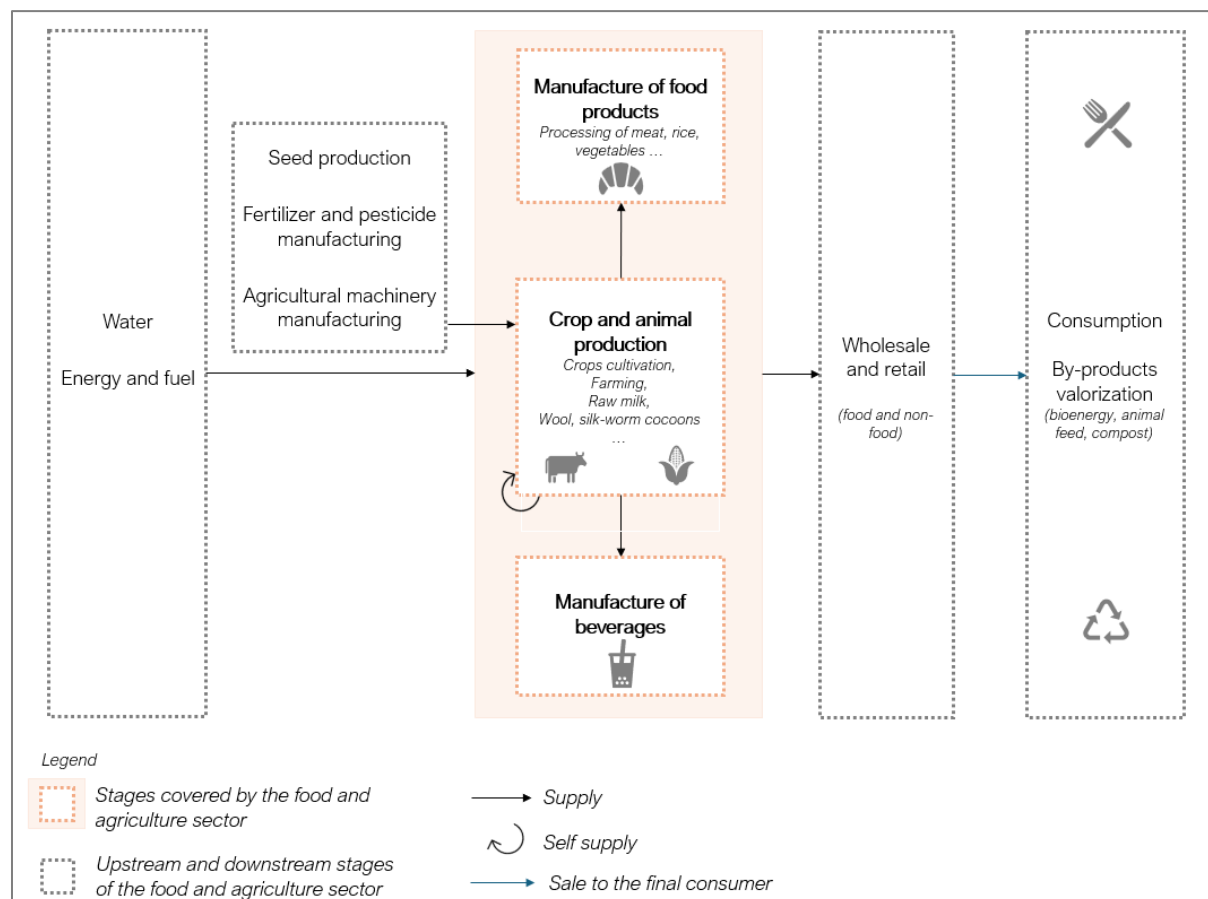 Water
Energy and fuel
Seed production
Fertilizer and pesticide
manufacturing
Agricultural machinery
manufacturing
Manufacture of food
products
Processing of meat, rice,
vegetables ...
Crop and animal
production
Crops cultivation,
Farming,
Raw milk,
Wool, silk-worm cocoons
...
Manufacture of
beverages
Wholesale
and retail
(food and non-
food)
Consumption
By-products
valorization
(bioenergy, animal
feed, compost)
Legend
Stages covered by the food and
agriculture sector
Upstream and downstream stages
of the food and agriculture sector
Supply
Self supply
Sale to the final consumer